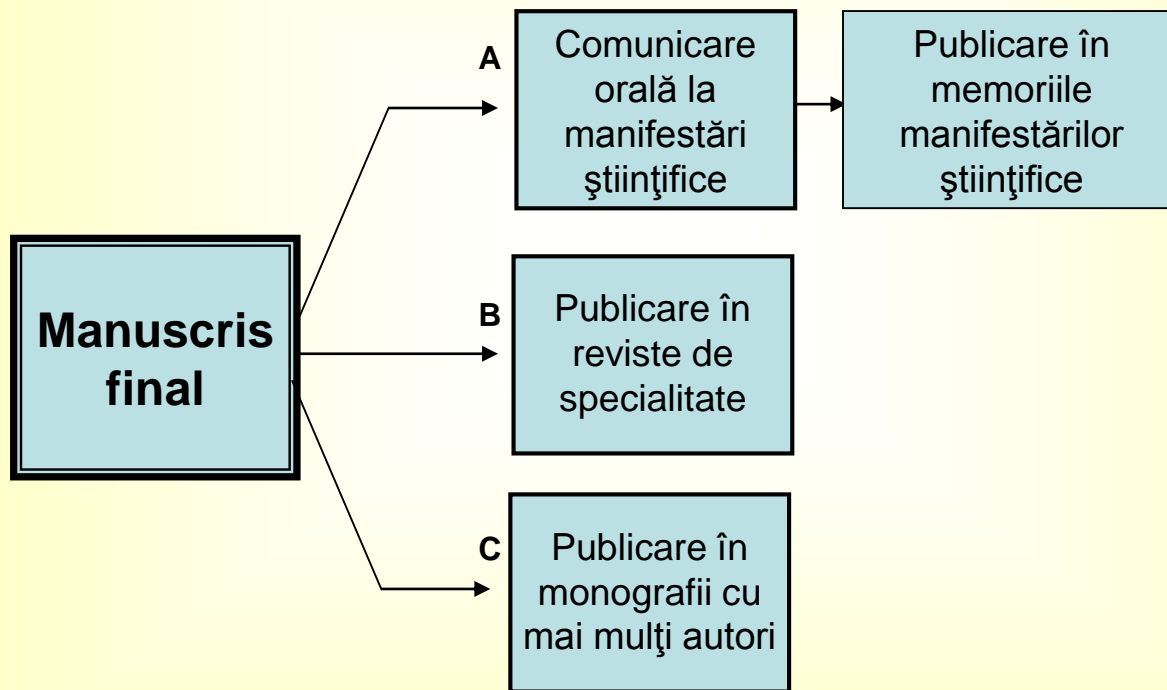 Manuscris
final
A
Comunicare
orală la
manifestări
ştiinţifice
Publicare în
memoriile
manifestărilor
ştiinţifice
B
Publicare în
reviste de
specialitate
C
Publicare în
monografii cu
mai mulţi autori